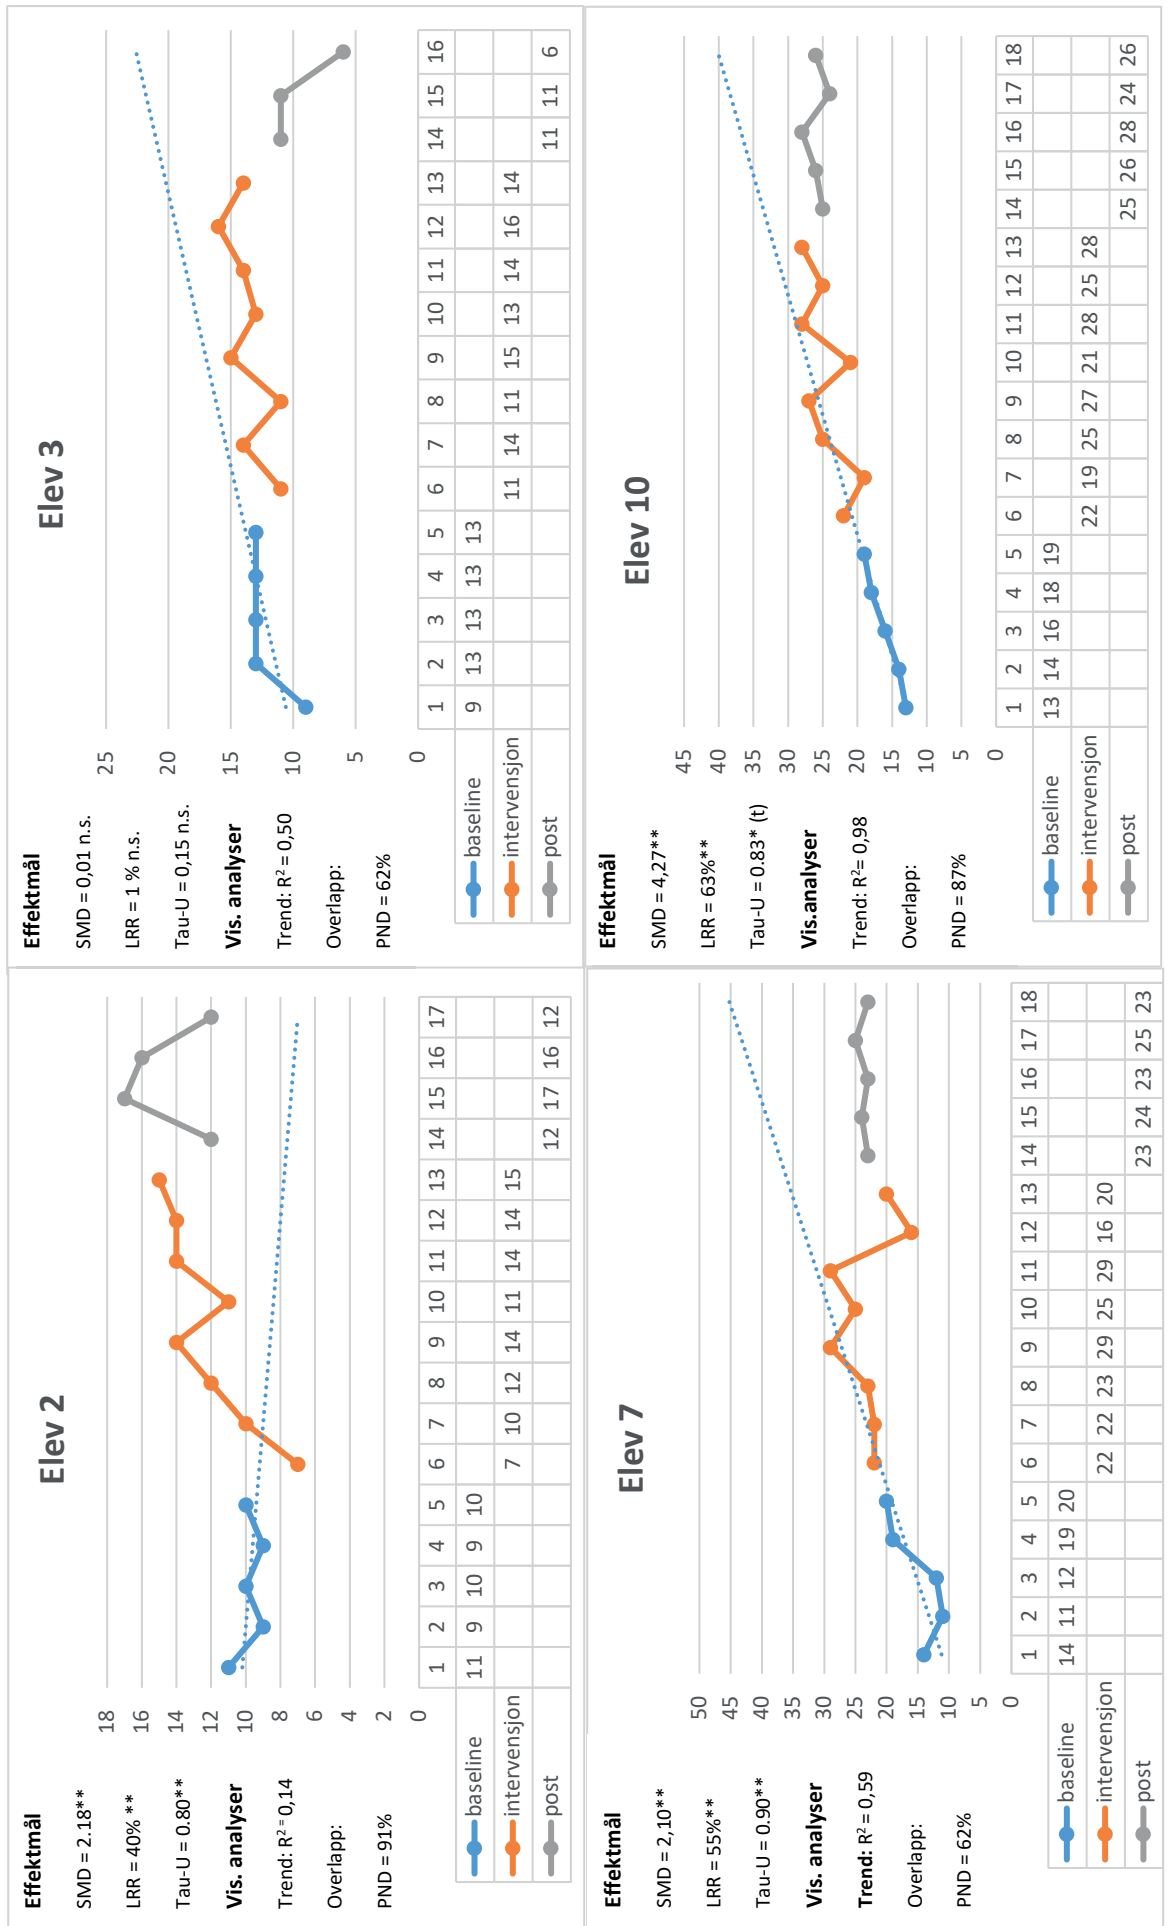 Elev 2
Effektmål
SMD = 2.18**
LRR = 40% **
Tau-U = 0.80**
Vis. analyser
Trend: R² = 0,14
Overlapp:
PND = 91%
18
16
14
12
10
8
6
4
2
0
1 2 3 4 5 6 7 8 9 10 11 12 13 14 15 16 17
baseline 11 9 10 9 10
intervensjon 7 10 12 14 11 14 14 15
post 12 17 16 12
Elev 3
Effektmål
SMD = 0,01 n.s.
LRR = 1 % n.s.
Tau-U = 0,15 n.s.
Vis. analyser
Trend: R² = 0,50
Overlapp:
PND = 62%
25
20
15
10
5
0
1 2 3 4 5 6 7 8 9 10 11 12 13 14 15 16
baseline 9 13 13 13 13
intervensjon 11 14 11 15 13 14 16 14
post 11 11 6
Elev 7
Effektmål
SMD = 2,10**
LRR = 55%**
Tau-U = 0.90**
Vis. analyser
Trend: R² = 0,59
Overlapp:
PND = 62%
50
45
40
35
30
25
20
15
10
5
0
1 2 3 4 5 6 7 8 9 10 11 12 13 14 15 16 17 18
baseline 14 11 12 19 20
intervensjon 22 22 23 29 25 29 16 20
post 23 24 23 25 23
Elev 10
Effektmål
SMD = 4,27**
LRR = 63%**
Tau-U = 0.83* (t)
Vis.analyser
Trend: R²= 0,98
Overlapp:
PND = 87%
45
40
35
30
25
20
15
10
5
0
1 2 3 4 5 6 7 8 9 10 11 12 13 14 15 16 17 18
baseline 13 14 16 18 19
intervensjon 22 19 25 27 21 28 25 28
post 25 26 28 24 26